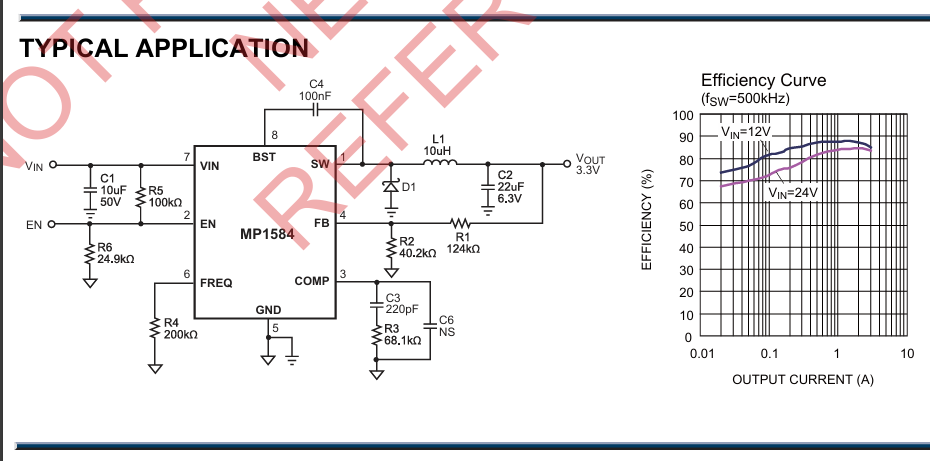 NOT
NE
REFER
TYPICAL APPLICATION
C4
100nF
8
BST
VIN
7
VIN
SW
1
L1
10uH
VOUT
3.3V
C1
10uF
50V
R5
100kΩ
D1
C2
22uF
6.3V
EN
2
EN
FB
4
MP1584
R1
124kΩ
R6
24.9kΩ
R2
40.2kΩ
6
FREQ
COMP
3
C3
220pF
GND
5
R4
200kΩ
R3
68.1kΩ
C6
NS
Efficiency Curve
(fSW=500kHz)
100
90
80
70
60
50
40
30
20
10
0
VIN=12V
VIN=24V
EFFICIENCY (%)
0.01
0.1
1
10
OUTPUT CURRENT (A)